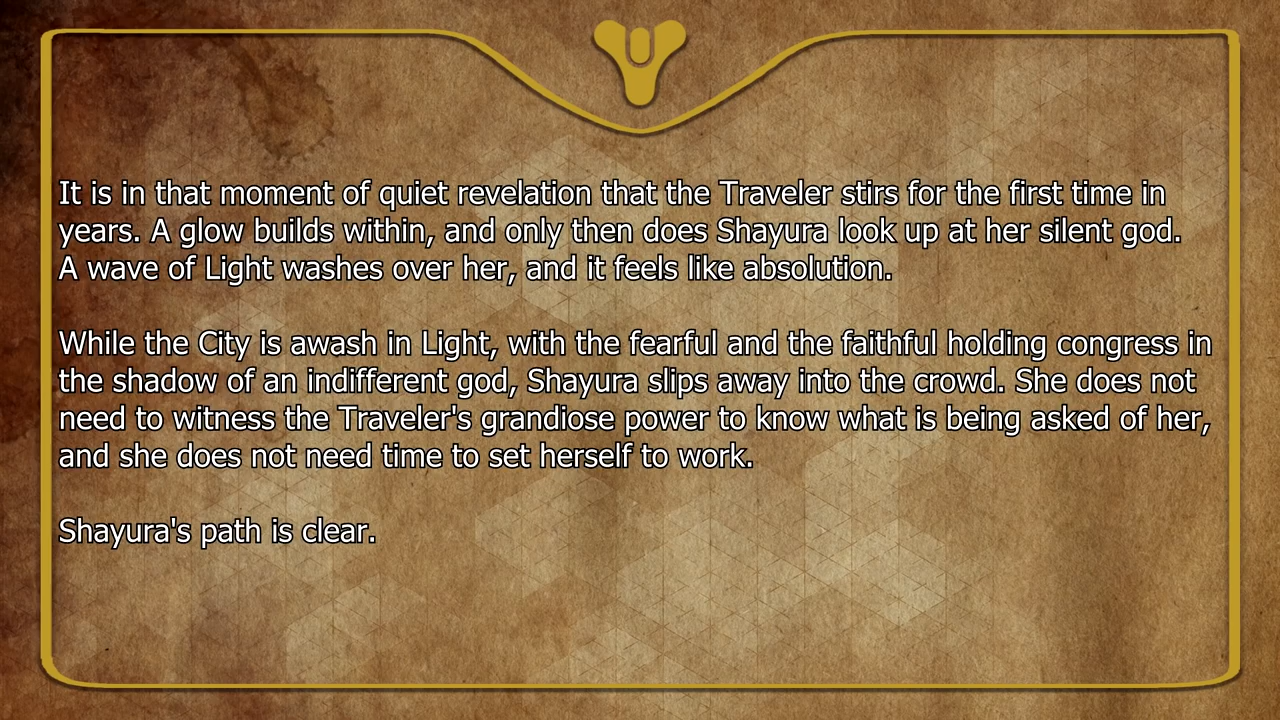 It is in that moment of quiet revelation that the Traveler stirs for the first time in
years. A glow builds within, and only then does Shayura look up at her silent god.
A wave of Light washes over her, and it feels like absolution.
While the City is awash in Light, with the fearful and the faithful holding congress in
the shadow of an indifferent god, Shayura slips away into the crowd. She does not
need to witness the Traveler's grandiose power to know what is being asked of her,
and she does not need time to set herself to work.
Shayura's path is clear.